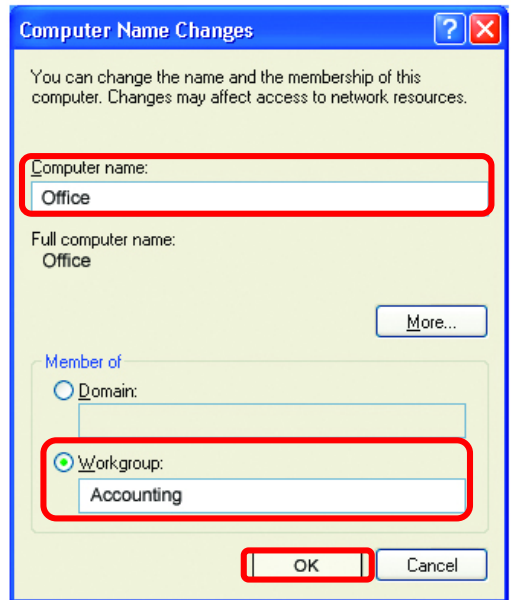 Computer Name Changes
You can change the name and the membership of this
computer. Changes may affect access to network resources.
Computer name:
Office
Full computer name:
Office
More...
Member of
Domain:
Workgroup:
Accounting
OK
Cancel